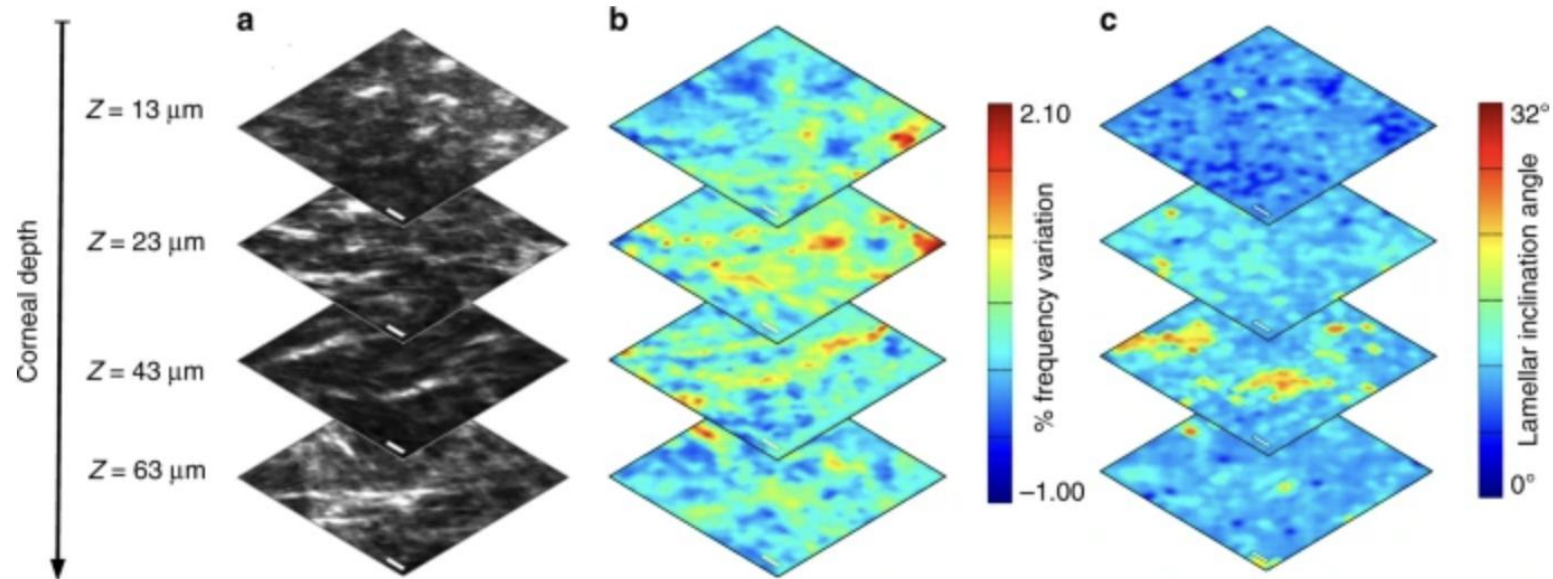 a
b
c
Corneal depth
Z = 13 μm
Z = 23 μm
Z = 43 μm
Z = 63 μm
2.10
% frequency variation
–1.00
32°
Lamellar inclination angle
0°